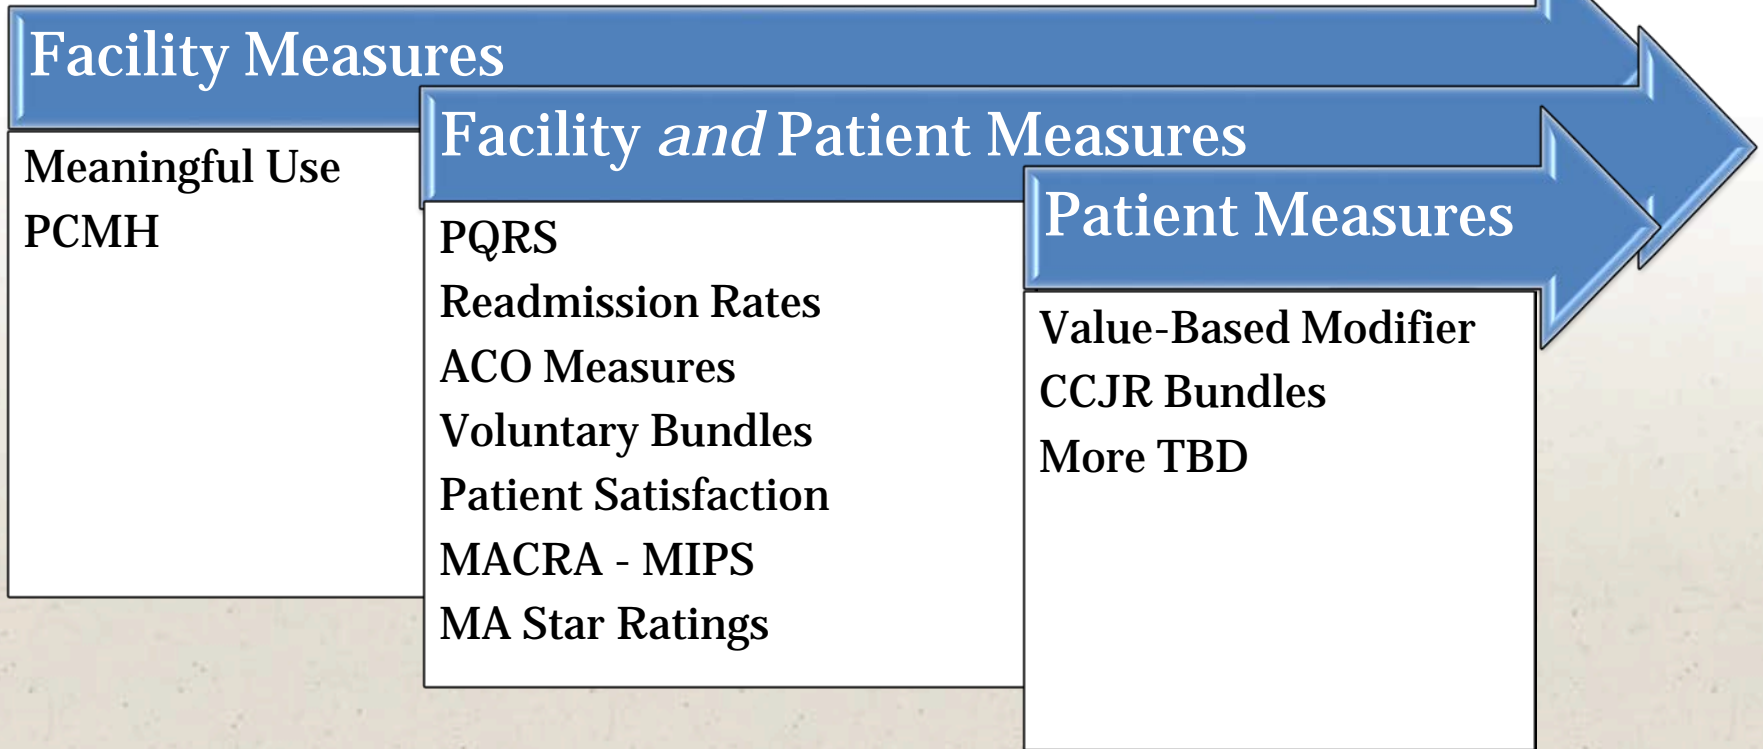 Facility Measures
Meaningful Use
PCMH
Facility and Patient Measures
PQRS
Readmission Rates
ACO Measures
Voluntary Bundles
Patient Satisfaction
MACRA - MIPS
MA Star Ratings
Patient Measures
Value-Based Modifier
CCJR Bundles
More TBD